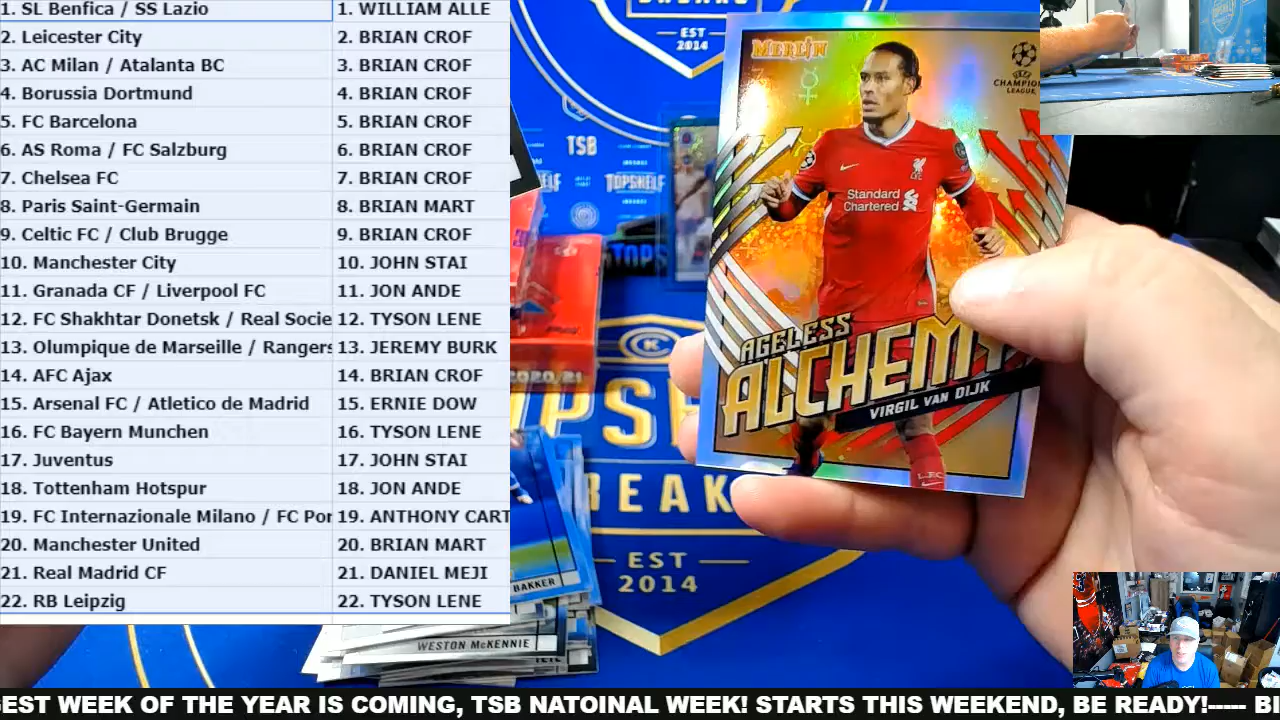 1. SL Benfica / SS Lazio
2. Leicester City
3. AC Milan / Atalanta BC
4. Borussia Dortmund
5. FC Barcelona
6. AS Roma / FC Salzburg
7. Chelsea FC
8. Paris Saint-Germain
9. Celtic FC / Club Brugge
10. Manchester City
11. Granada CF / Liverpool FC
12. FC Shakhtar Donetsk / Real Socie
13. Olumpique de Marseille / Rangers
14. AFC Ajax
15. Arsenal FC / Atletico de Madrid
16. FC Bayern Munchen
17. Juventus
18. Tottenham Hotspur
19. FC Internazionale Milano / FC Por
20. Manchester United
21. Real Madrid CF
22. RB Leipzig
1. WILLIAM ALLE
2. BRIAN CROF
3. BRIAN CROF
4. BRIAN CROF
5. BRIAN CROF
6. BRIAN CROF
7. BRIAN CROF
8. BRIAN MART
9. BRIAN CROF
10. JOHN STAI
11. JON ANDE
12. TYSON LENE
13. JEREMY BURK
14. BRIAN CROF
15. ERNIE DOW
16. TYSON LENE
17. JOHN STAI
18. JON ANDE
19. ANTHONY CART
20. BRIAN MART
21. DANIEL MEJI
22. TYSON LENE
EST
2014
TSB
TOPSHELF
MERLIN
UEFA
CHAMPIONS
LEAGUE
Standard
Chartered
AGELESS
ALCHEMY
VIRGIL VAN DIJK
2020/21
EST
2014
BAKKER
WESTON McKENNIE
EST WEEK OF THE YEAR IS COMING, TSB NATOINAL WEEK! STARTS THIS WEEKEND, BE READY!----- BI